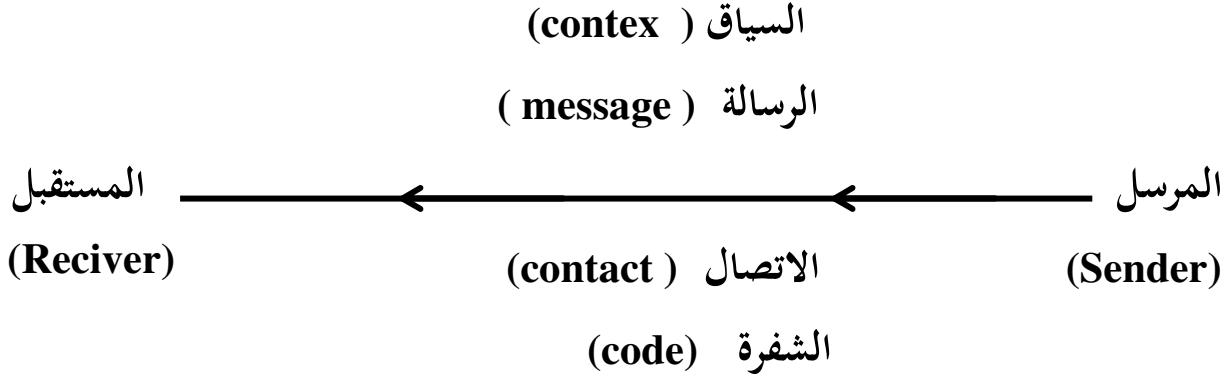 السياق ( contex)
الرسالة ( message )
المرسل
المستقبل
(Sender)
الاتصال ( contact)
(Reciver)
الشفرة (code)